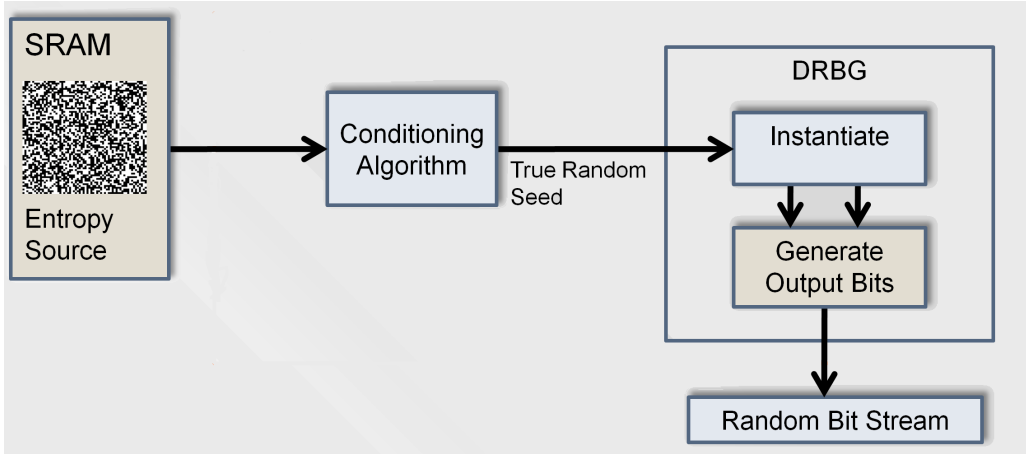 SRAM
Entropy
Source
Conditioning
Algorithm
True Random
Seed
DRBG
Instantiate
Generate
Output Bits
Random Bit Stream